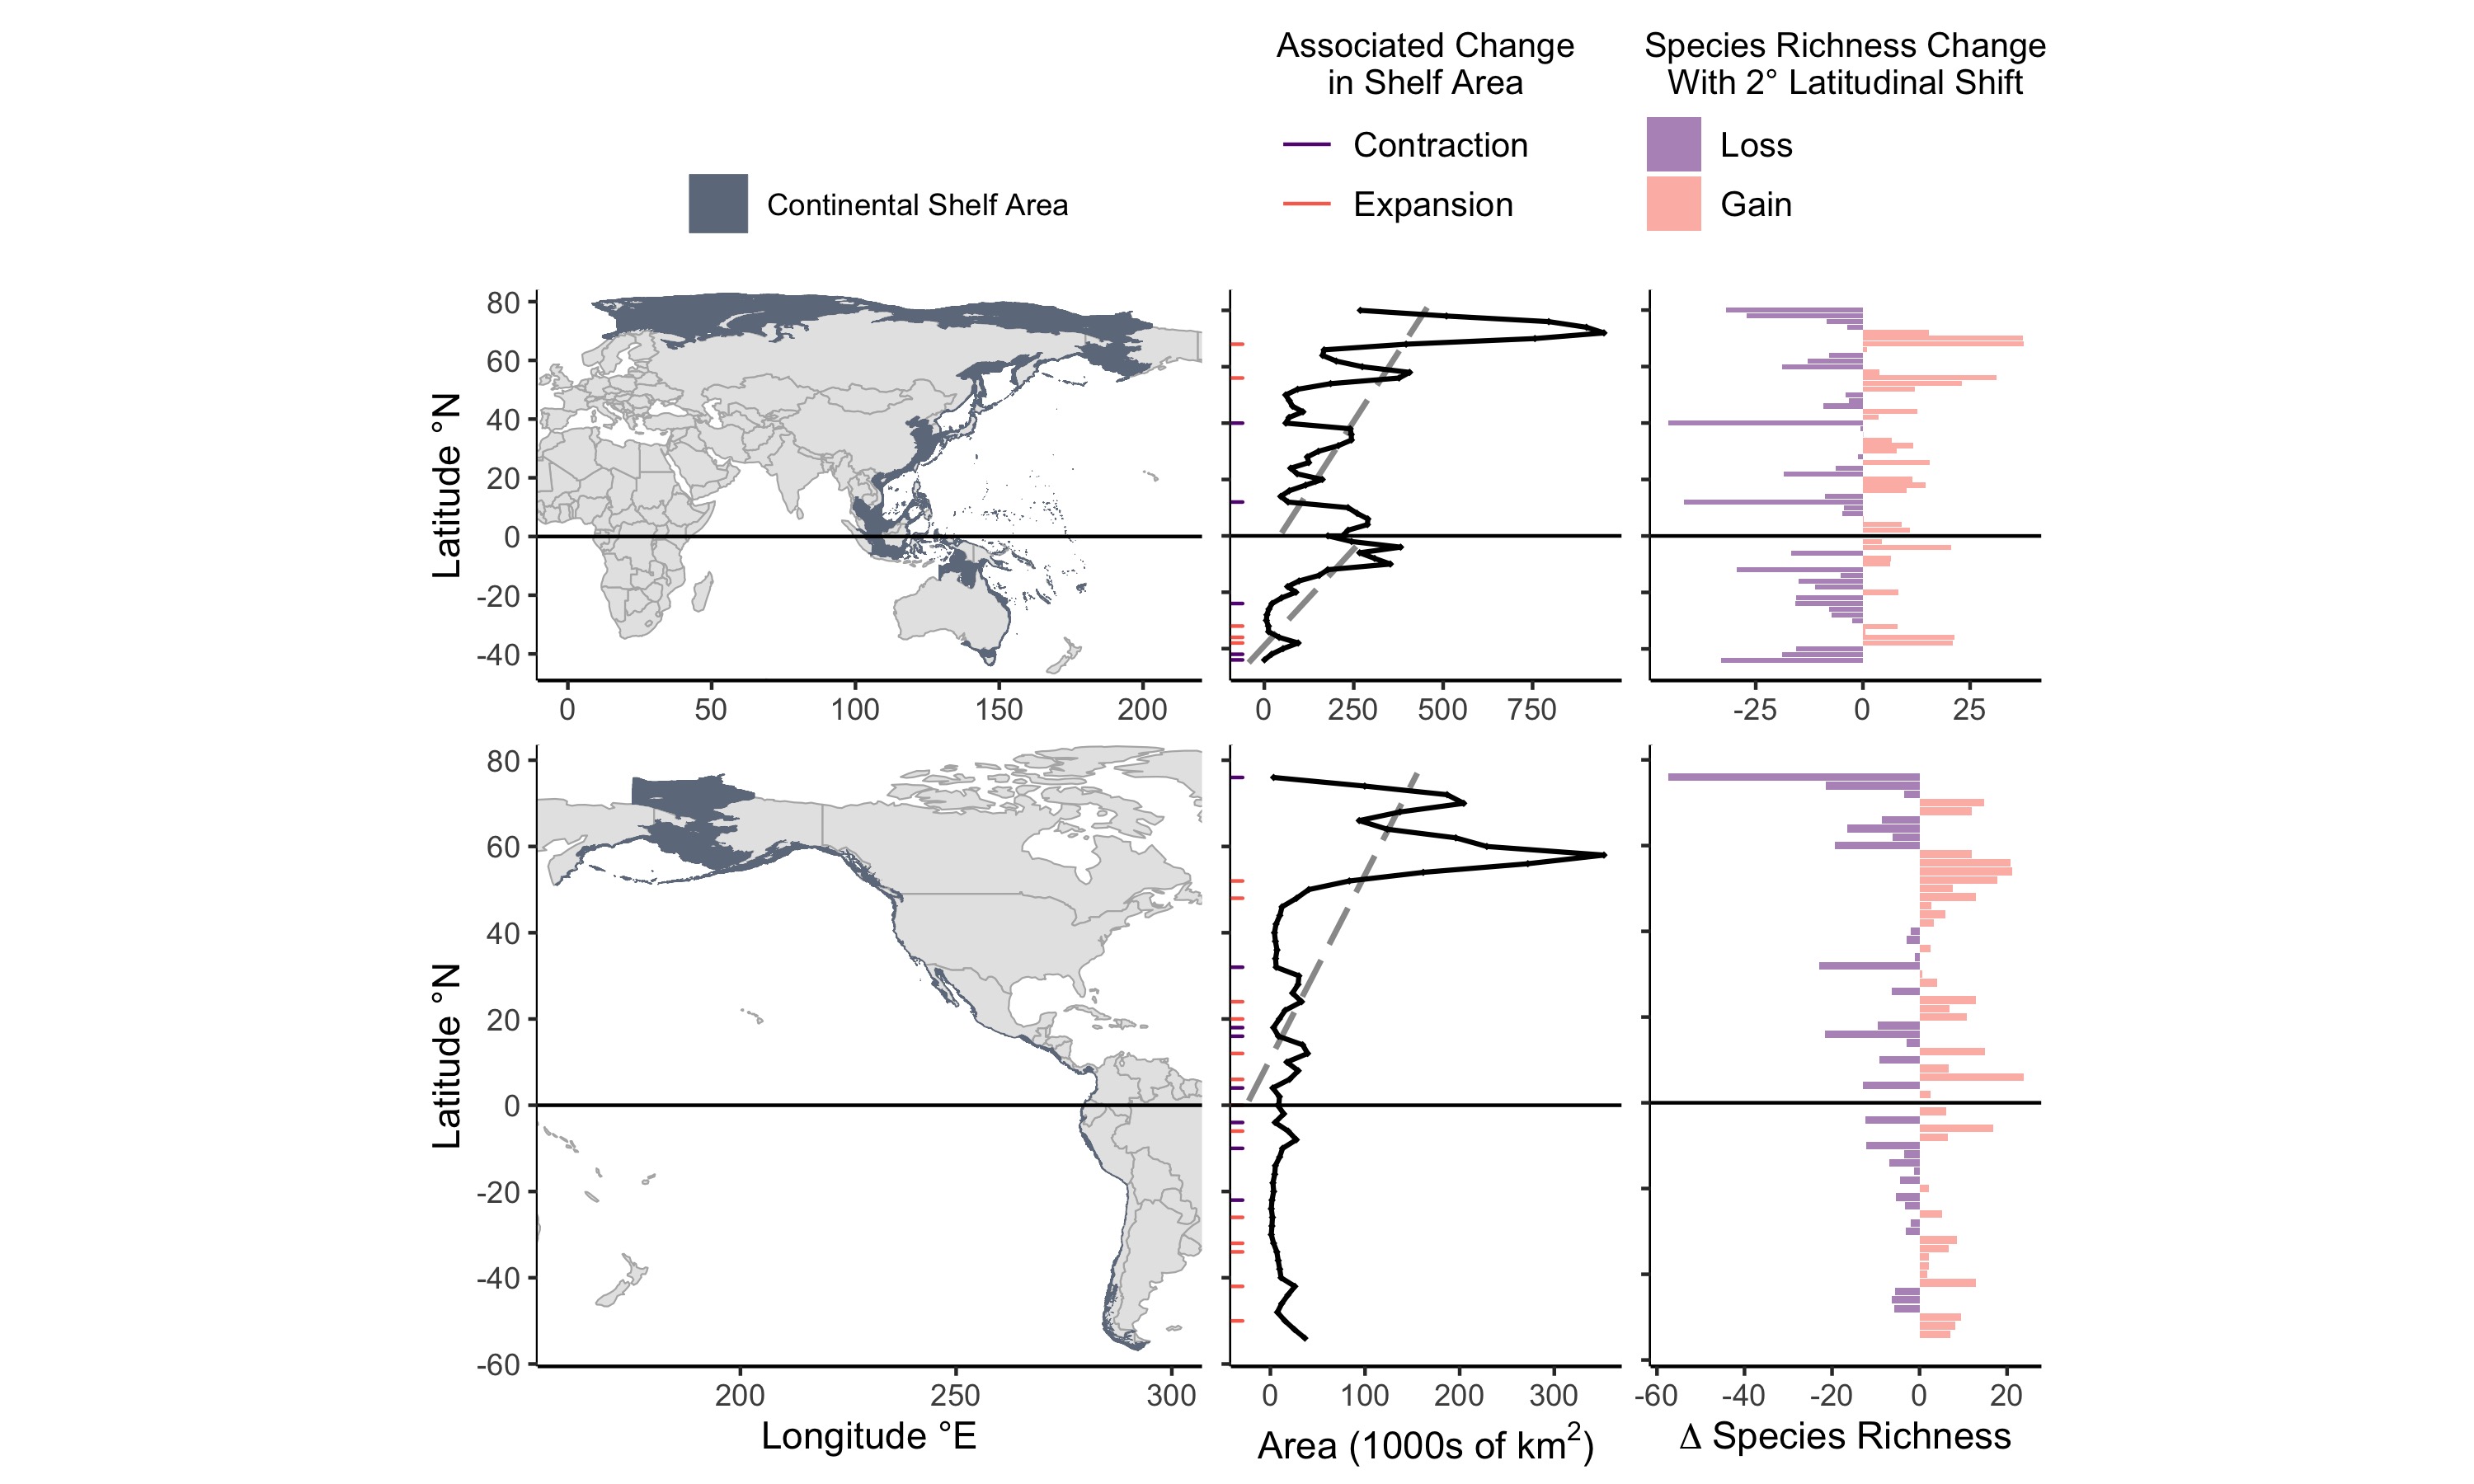 Associated Change
in Shelf Area
Contraction
Expansion
Species Richness Change
With 2° Latitudinal Shift
Loss
Gain
Continental Shelf Area
Latitude °N
80
60
40
20
0
-20
-40
0 50 100 150 200
0 250 500 750
-25 0 25
Latitude °N
80
60
40
20
0
-20
-40
-60
200 250 300
0 100 200 300
-60 -40 -20 0 20
Longitude °E
Area (1000s of km²)
Δ Species Richness